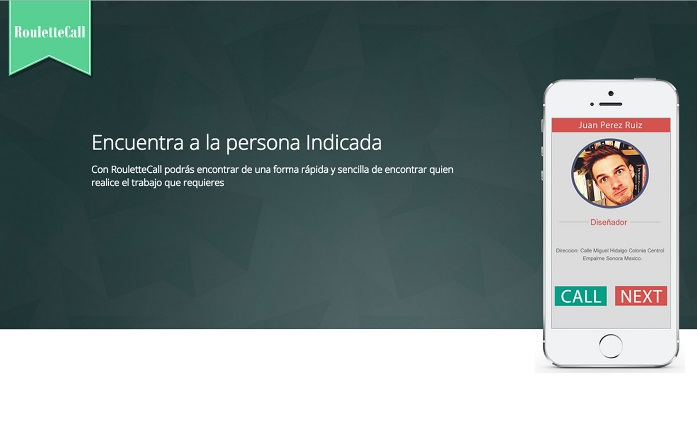 RouletteCall
Encuentra a la persona Indicada
Con RouletteCall podrás encontrar de una forma rápida y sencilla de encontrar quien
realice el trabajo que requieres
Juan Perez Ruiz
Diseñador
Direccion: Calle Miguel Hidalgo Colonia Central
Empalme Sonora Mexico.
CALL NEXT